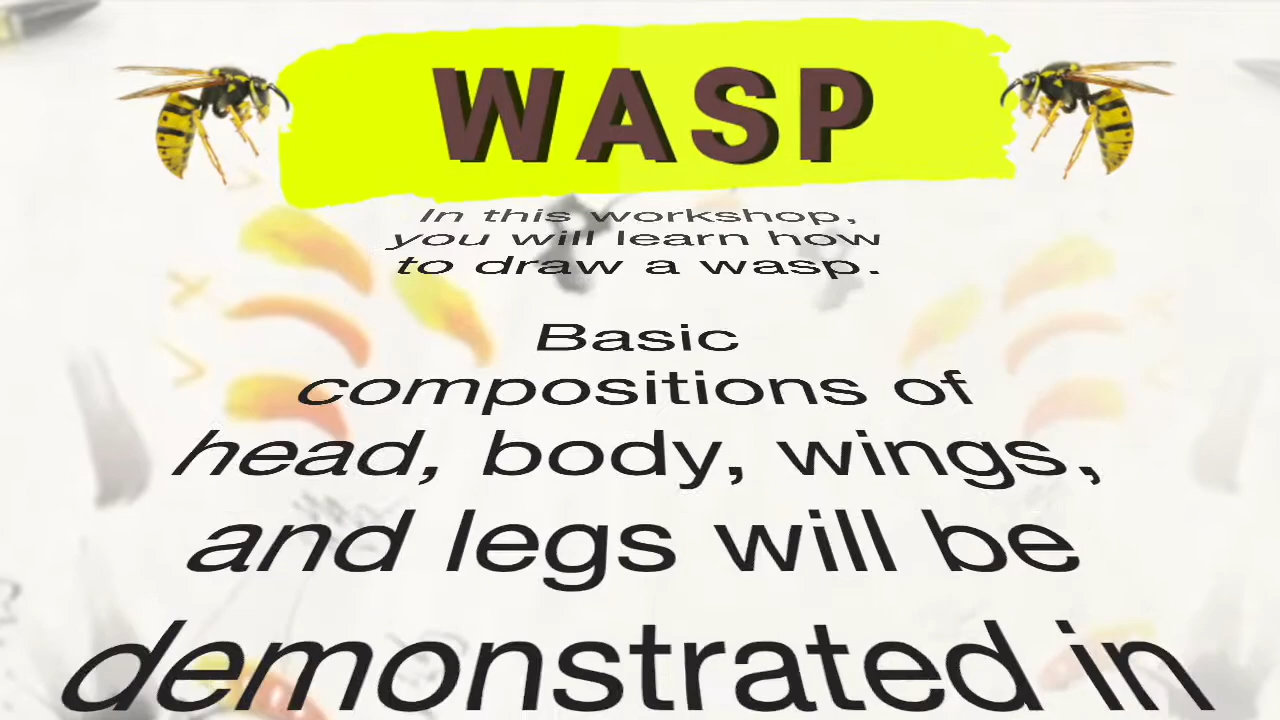 WASP
In this workshop,
you will learn how
to draw a wasp.
Basic
compositions of
head, body, wings,
and legs will be
demonstrated in